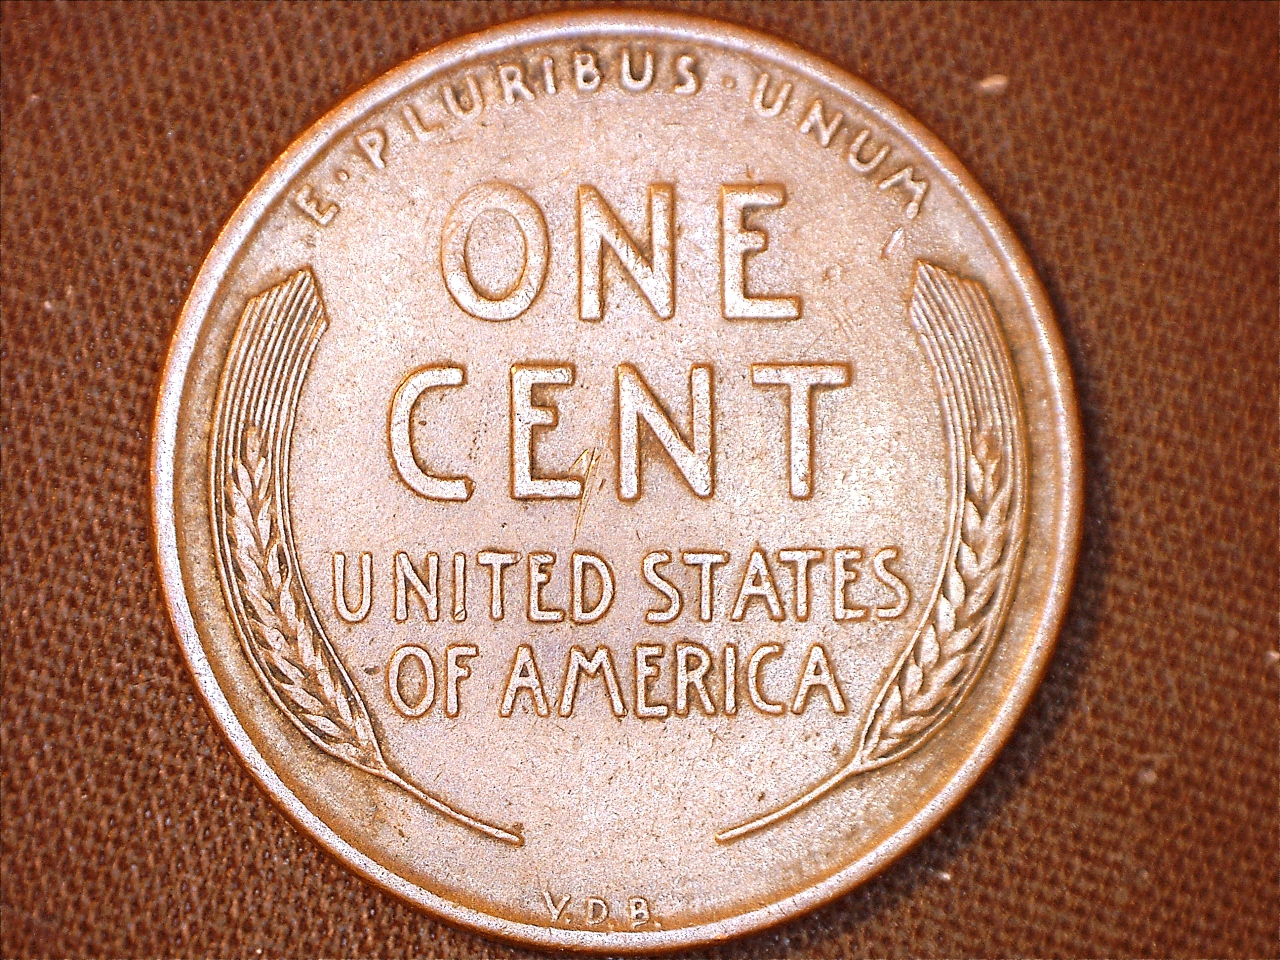 E·PLURIBUS·UNUM
ONE
CENT
UNITED STATES
OF AMERICA
V.D.B.